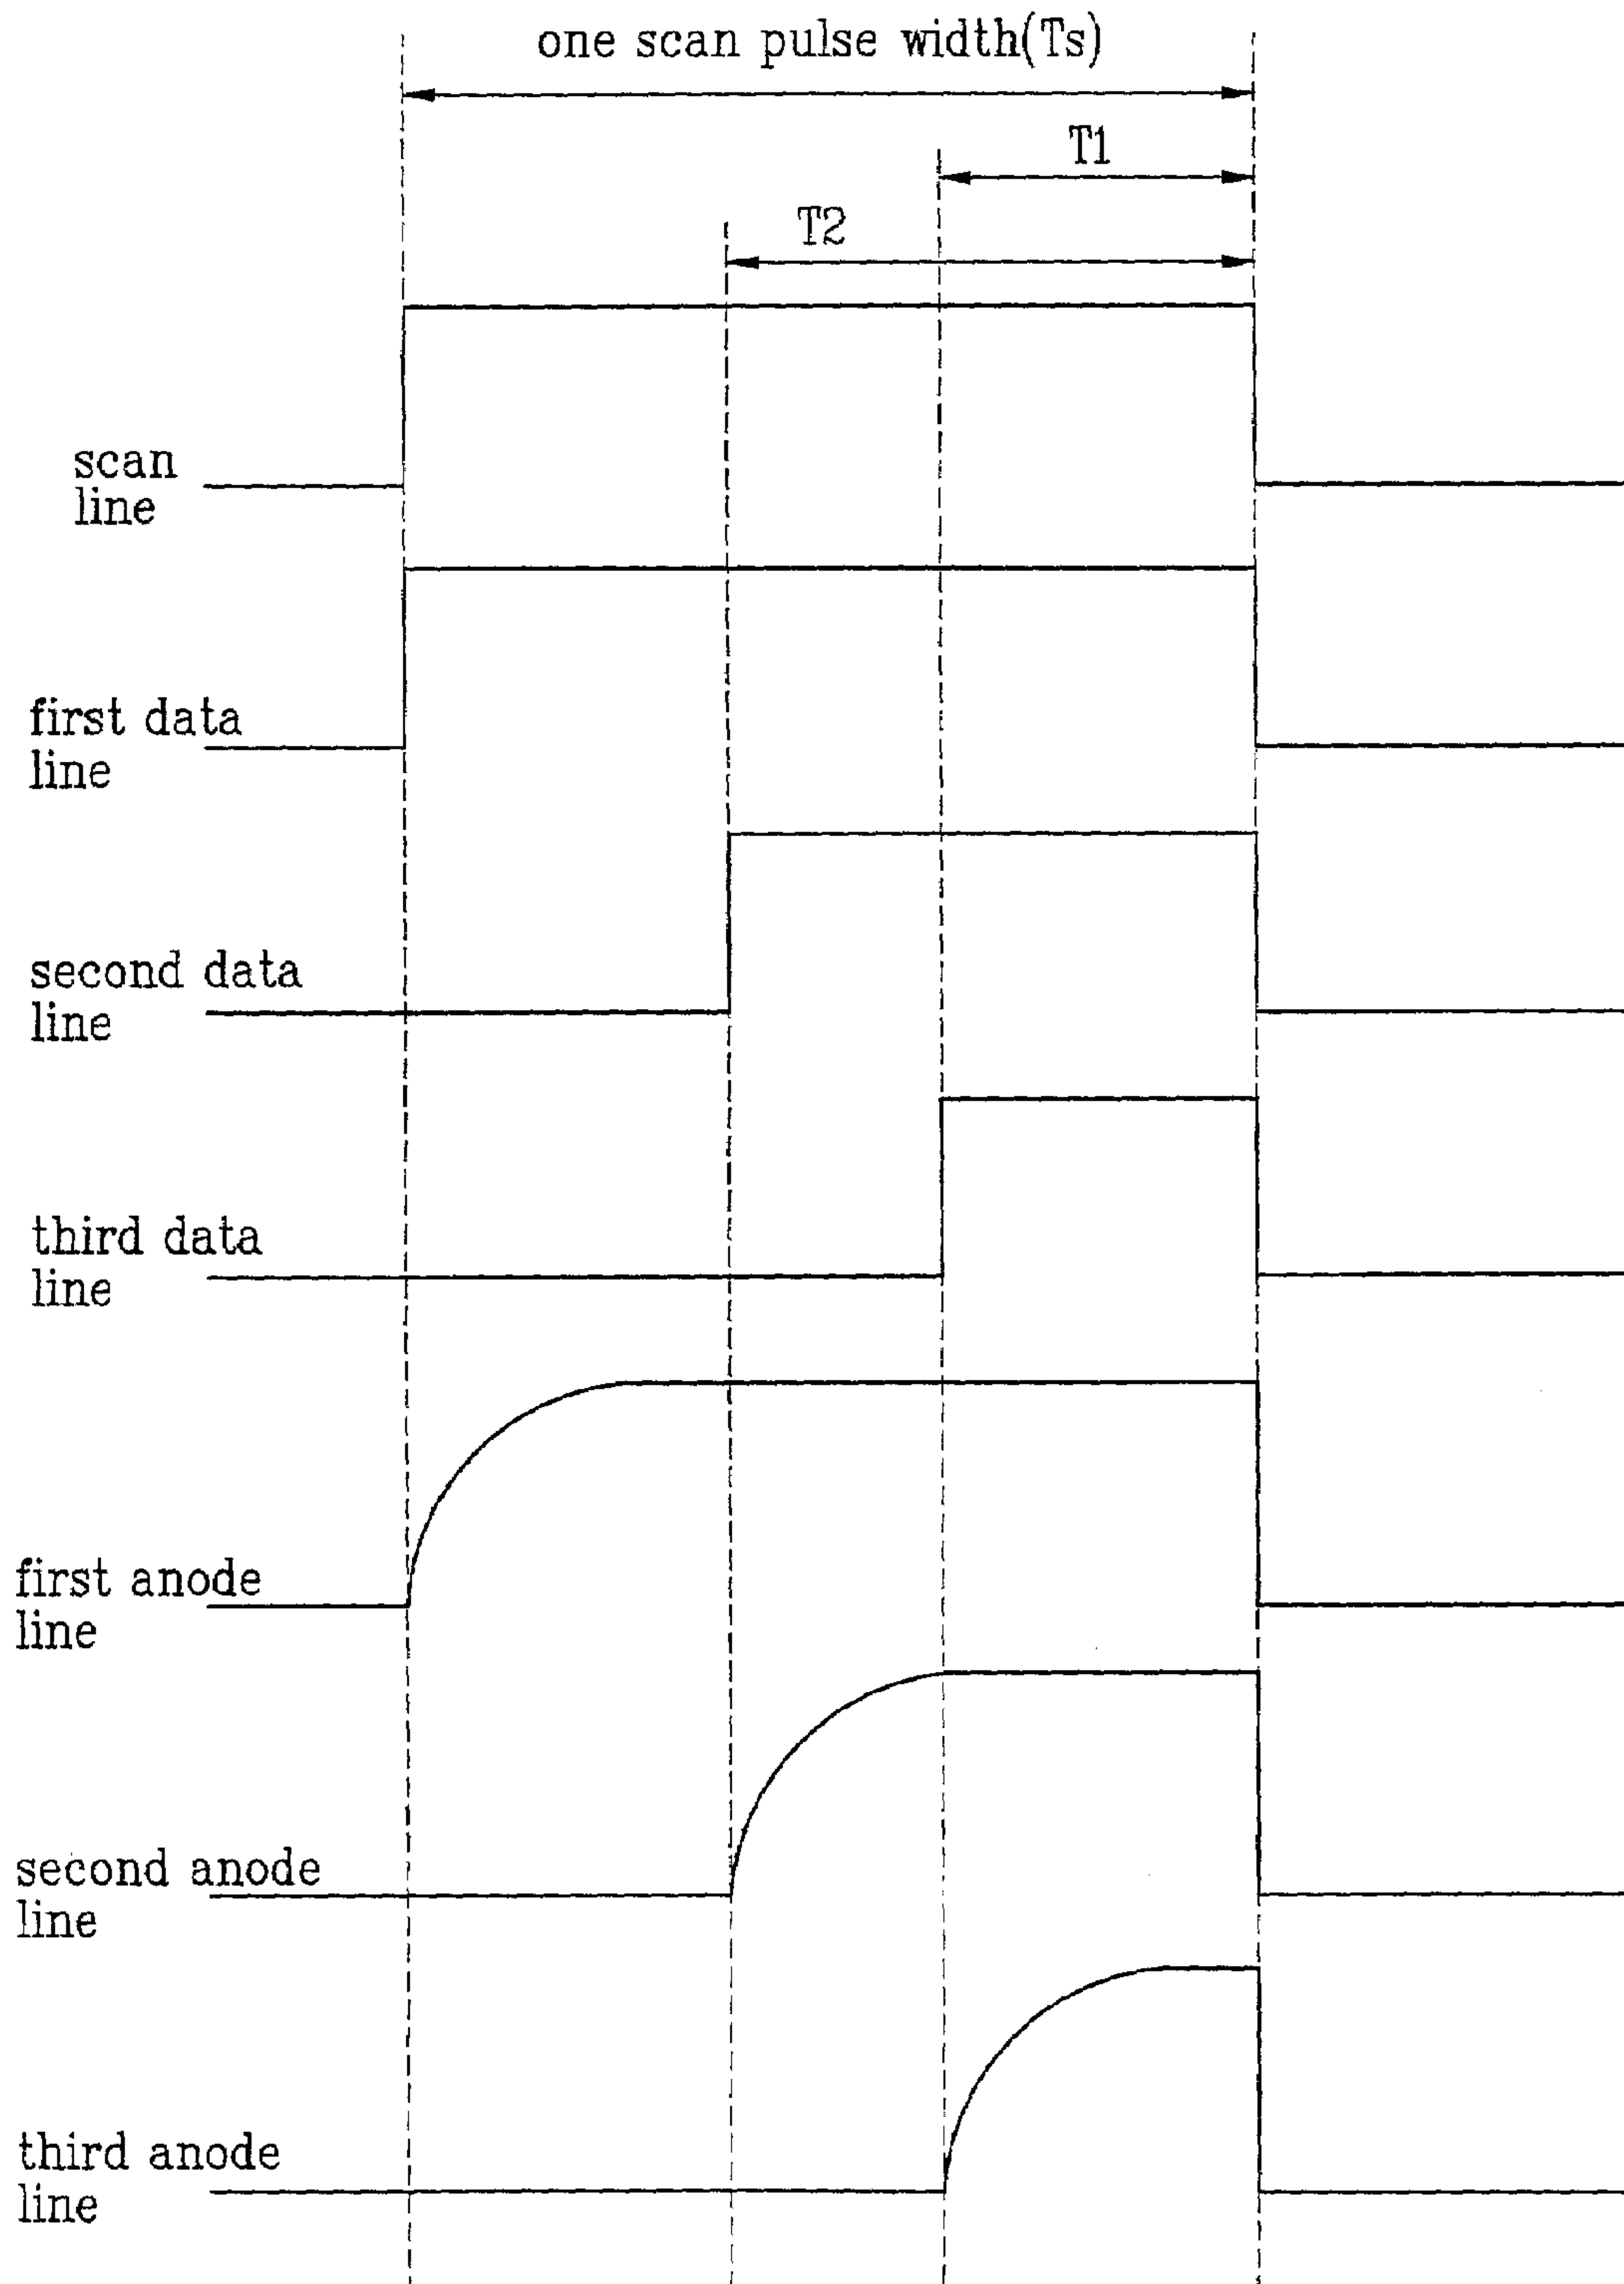 one scan pulse width(Ts)
T1
T2
scan
line
first data
line
second data
line
third data
line
first anode
line
second anode
line
third anode
line